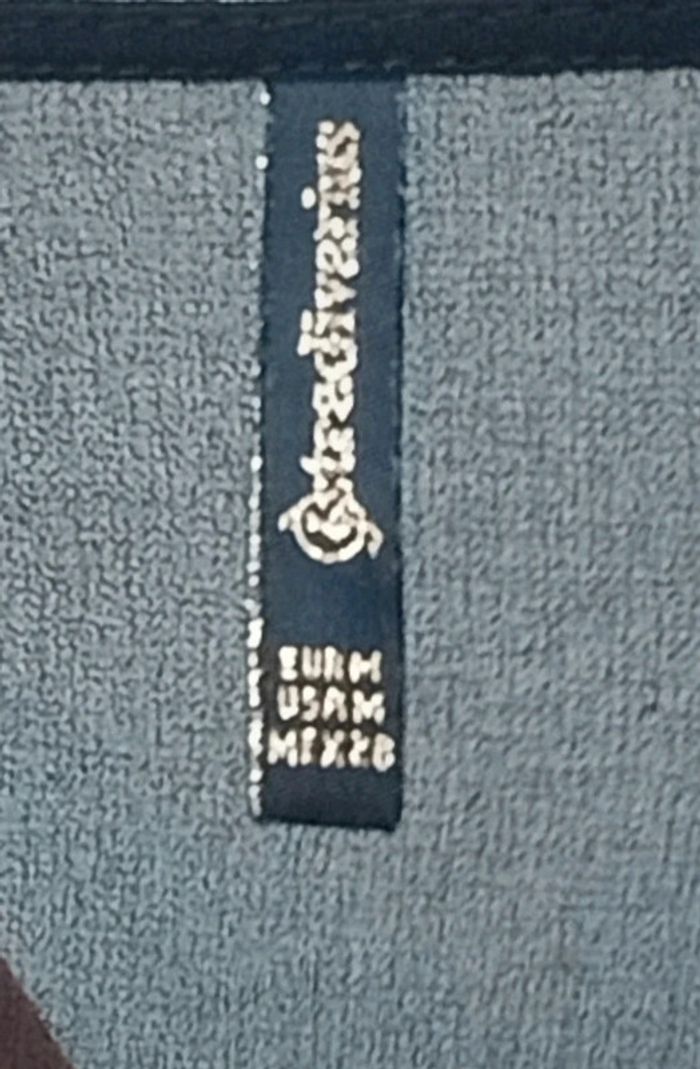 stradivarius
EUR M
USA M
MEX 28